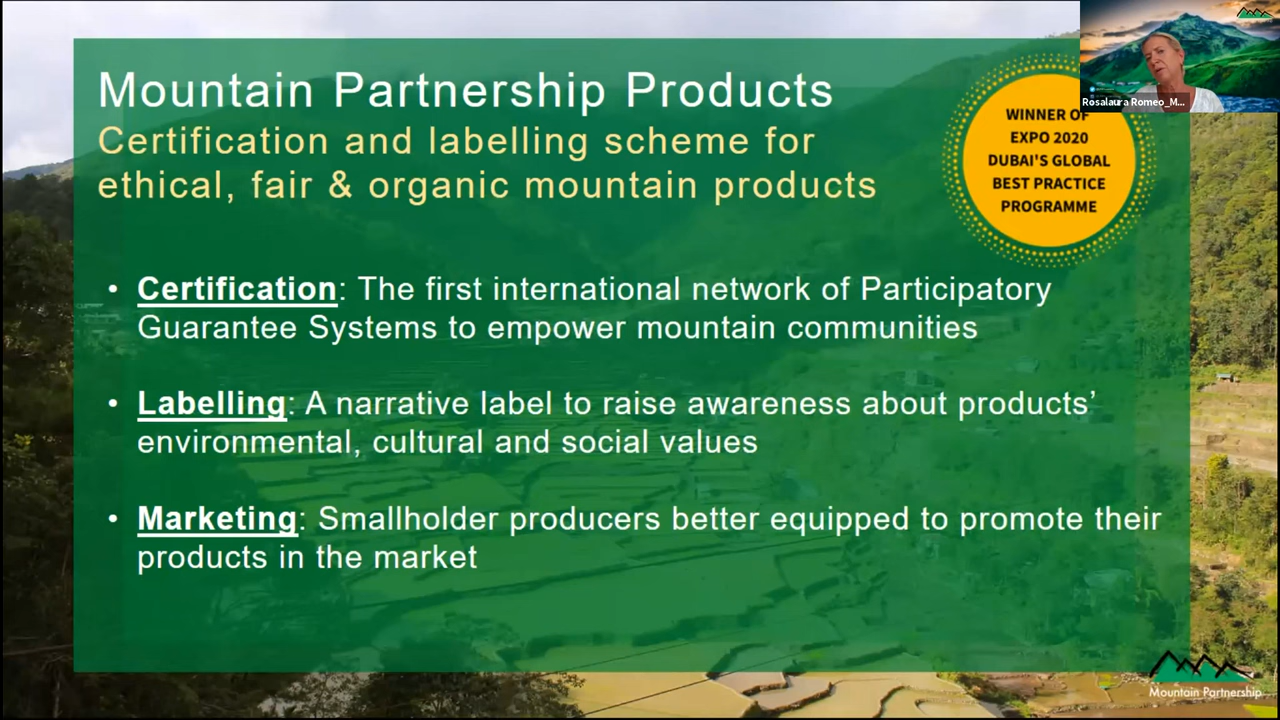 Mountain Partnership Products
Certification and labelling scheme for
ethical, fair & organic mountain products
WINNER OF
EXPO 2020
DUBAI'S GLOBAL
BEST PRACTICE
PROGRAMME
Rosalaura Romeo_M...
• Certification: The first international network of Participatory
Guarantee Systems to empower mountain communities
• Labelling: A narrative label to raise awareness about products’
environmental, cultural and social values
• Marketing: Smallholder producers better equipped to promote their
products in the market
Mountain Partnership